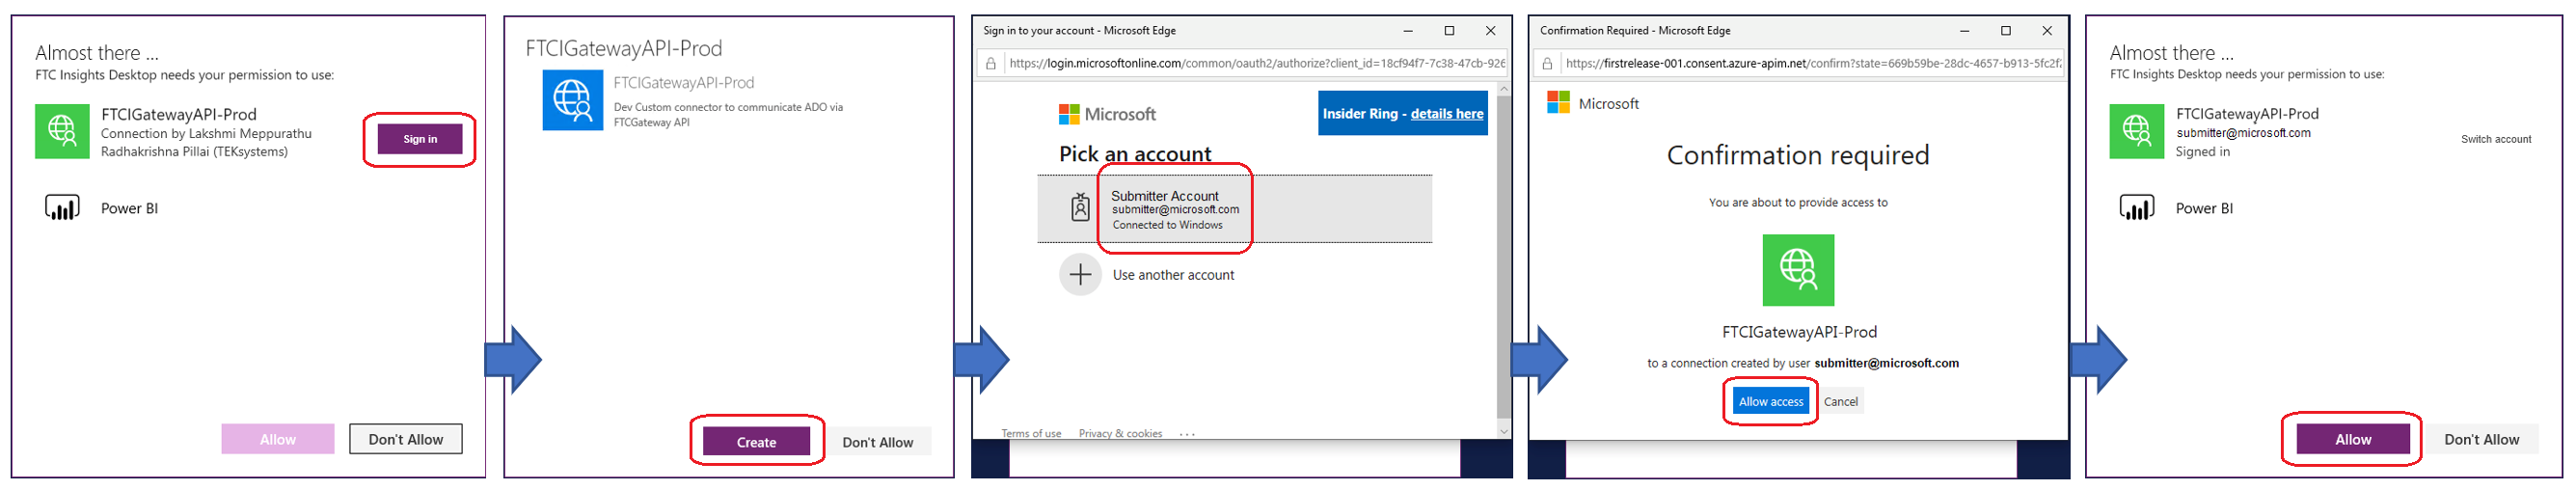 Almost there ...
FTC Insights Desktop needs your permission to use:
FTCIGatewayAPI-Prod
Connection by Lakshmi Meppurathu
Radhakrishna Pillai (TEKsystems)
Sign in
Power BI
Allow
Don't Allow
FTCIGatewayAPI-Prod
FTCIGatewayAPI-Prod
Dev Custom connector to communicate ADO via
FTCGateway API
Create
Don't Allow
Sign in to your account - Microsoft Edge
https://login.microsoftonline.com/common/oauth2/authorize?client_id=18cf94f7-7c38-47cb-926
Microsoft
Insider Ring - details here
Pick an account
Submitter Account
submitter@microsoft.com
Connected to Windows
Use another account
Terms of use Privacy & cookies ...
Confirmation Required - Microsoft Edge
https://firstrelease-001.consent.azure-apim.net/confirm?state=669b59be-28dc-4657-b913-5fc2f
Microsoft
Confirmation required
You are about to provide access to
FTCIGatewayAPI-Prod
to a connection created by user submitter@microsoft.com
Allow access
Cancel
Almost there ...
FTC Insights Desktop needs your permission to use:
FTCIGatewayAPI-Prod
submitter@microsoft.com
Signed in
Switch account
Power BI
Allow
Don't Allow